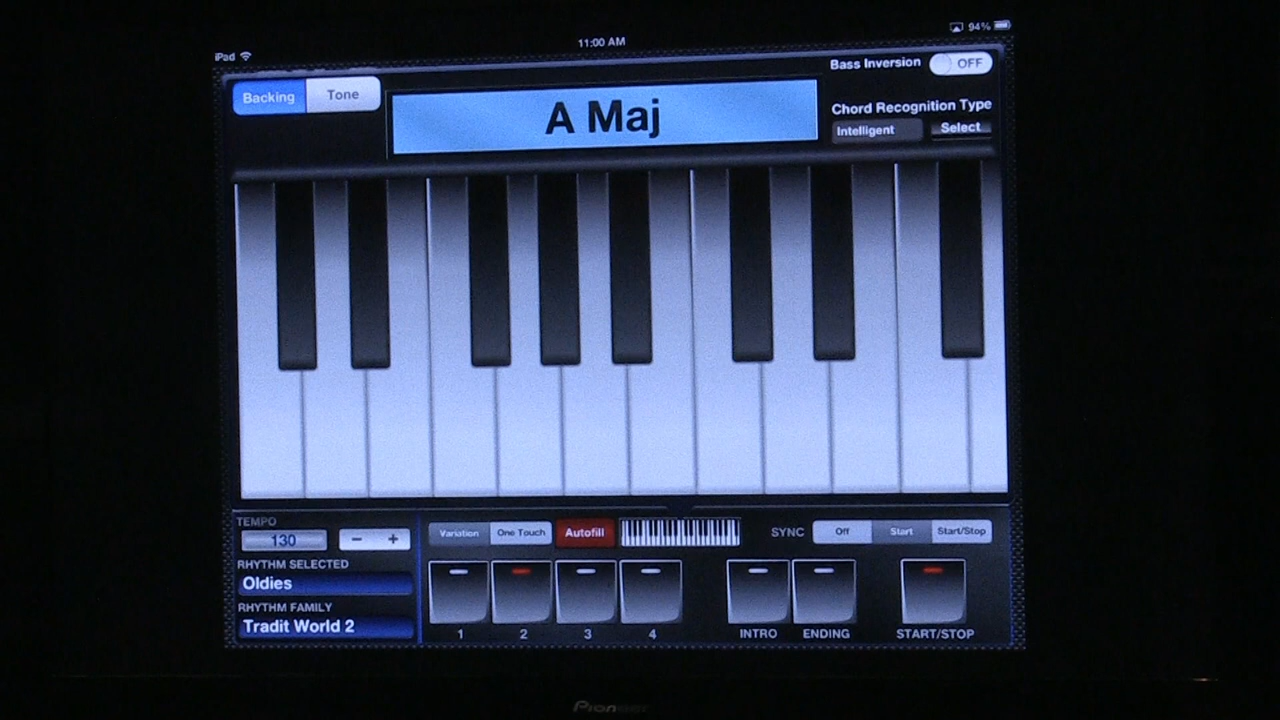 11:00 AM
94%
iPad
Bass Inversion OFF
Backing Tone
A Maj
Chord Recognition Type
Intelligent Select
TEMPO
130 - +
Variation One Touch Autofill
SYNC Off Start Start/Stop
RHYTHM SELECTED
Oldies
RHYTHM FAMILY
Tradit World 2
1 2 3 4 INTRO ENDING START/STOP
Pioneer